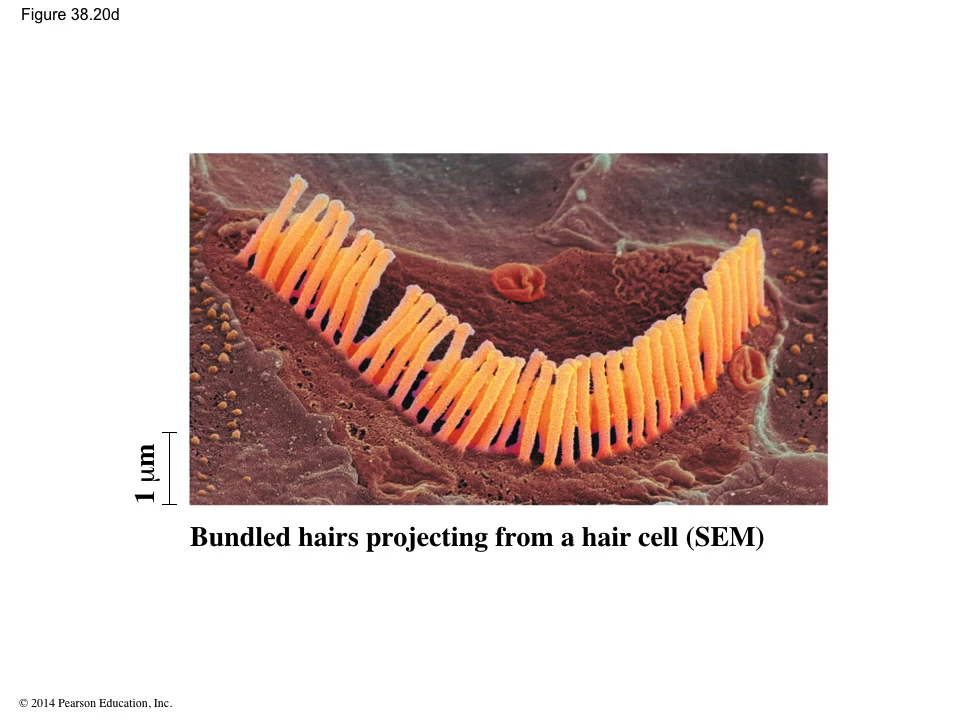 Figure 38.20d
1 μm
Bundled hairs projecting from a hair cell (SEM)
© 2014 Pearson Education, Inc.